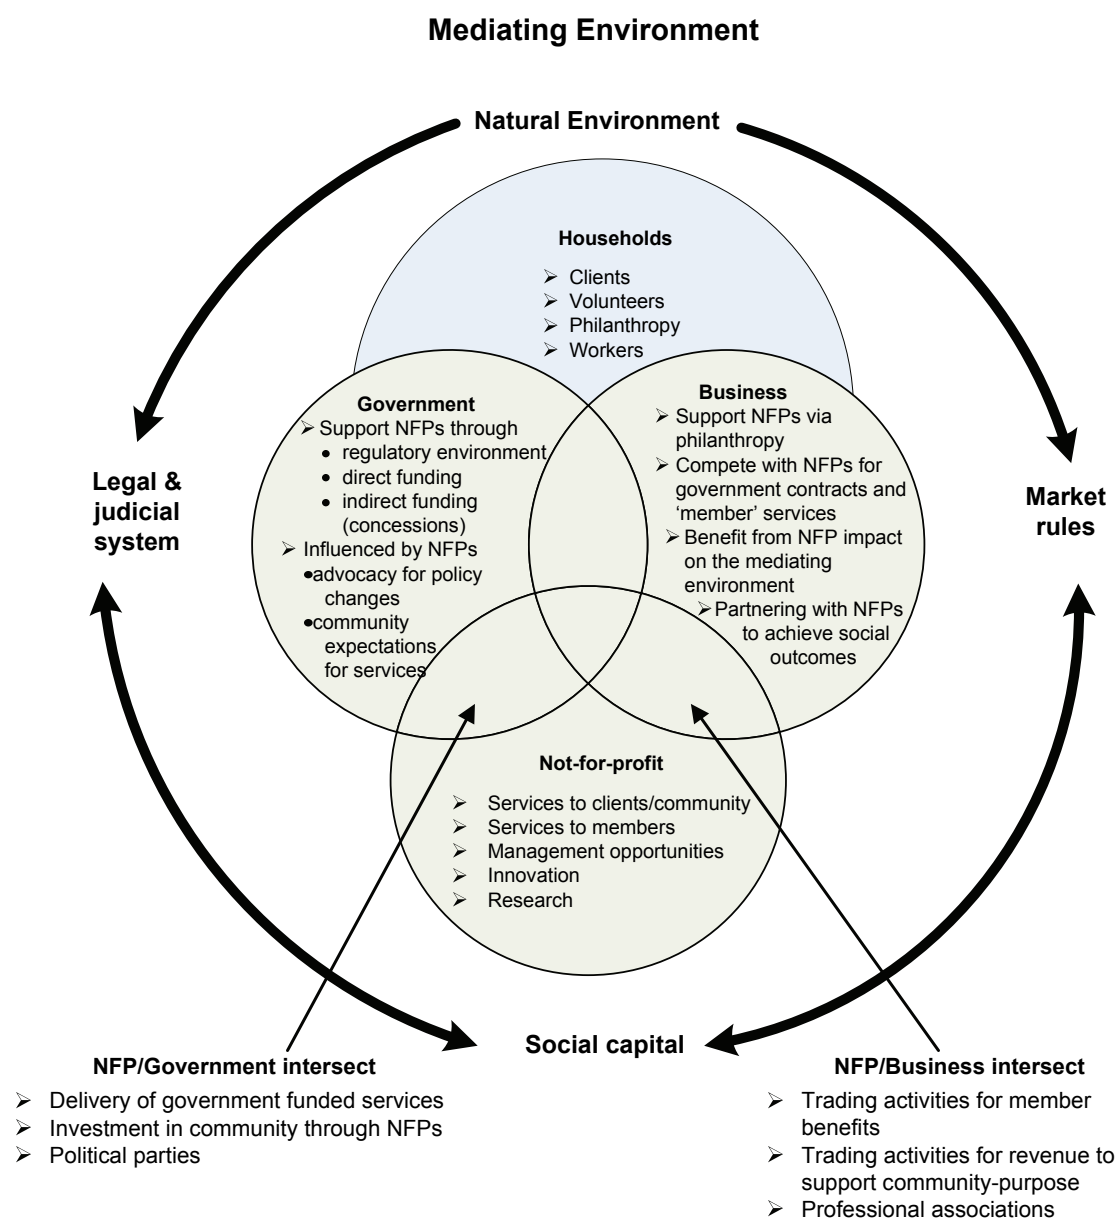 Mediating Environment
Natural Environment
Households
➢ Clients
➢ Volunteers
➢ Philanthropy
➢ Workers
Government
➢ Support NFPs through
• regulatory environment
• direct funding
• indirect funding
(concessions)
➢ Influenced by NFPs
•advocacy for policy
changes
•community
expectations
for services
Business
➢ Support NFPs via
philanthropy
➢ Compete with NFPs for
government contracts and
‘member’ services
➢ Benefit from NFP impact
on the mediating
environment
➢Partnering with NFPs
to achieve social
outcomes
Legal &
judicial
system
Market
rules
Not-for-profit
➢ Services to clients/community
➢ Services to members
➢ Management opportunities
➢ Innovation
➢ Research
Social capital
NFP/Government intersect
➢ Delivery of government funded services
➢ Investment in community through NFPs
➢ Political parties
NFP/Business intersect
➢ Trading activities for member
benefits
➢ Trading activities for revenue to
support community-purpose
➢ Professional associations